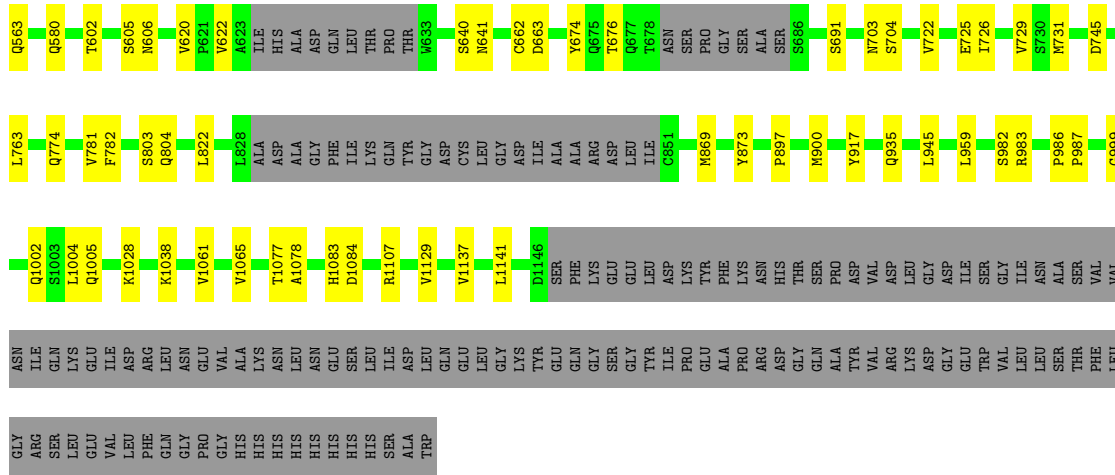 Q563 Q580 T602 S605 N606 V620 P621 V622 A623 ILE HIS ALA ASP GLN LEU THR PRO THR W633 S640 N641 C662 D663 Y674 Q675 T676 Q677 T678 ASN SER PRO GLY SER ALA SER S686 S691 N703 S704 V722 E725 I726 V729 S730 M731 D745
L763 Q774 V781 F782 S803 Q804 L822 L828 ALA ASP ALA GLY PHE ILE LYS GLN TYR GLY ASP CYS LEU GLY ASP ILE ALA ALA ARG ASP LEU ILE C851 M869 Y873 P897 M900 Y917 Q935 L945 L959 S982 R983 P986 P987 G999
Q1002 S1003 L1004 Q1005 K1028 K1038 V1061 V1065 T1077 A1078 H1083 D1084 R1107 V1129 V1137 L1141 D1146 SER PHE LYS GLU GLU LEU ASP LYS TYR PHE LYS ASN HIS THR SER PRO ASP VAL ASP LEU GLY ASP ILE SER GLY ILE ASN ALA SER VAL VAL
ASN ILE GLN LYS GLU ILE ASP ARG LEU ASN GLU VAL ALA LYS ASN LEU ASN GLU SER LEU ILE ASP LEU GLN GLU LEU GLY LYS TYR GLU GLN GLY SER GLY TYR ILE PRO GLU ALA PRO ARG ASP GLY GLN ALA TYR VAL ARG LYS ASP GLY GLU TRP VAL LEU LEU SER THR PHE LEU
GLY ARG SER LEU GLU VAL LEU PHE GLN GLY PRO GLY HIS HIS HIS HIS HIS HIS HIS HIS SER ALA TRP